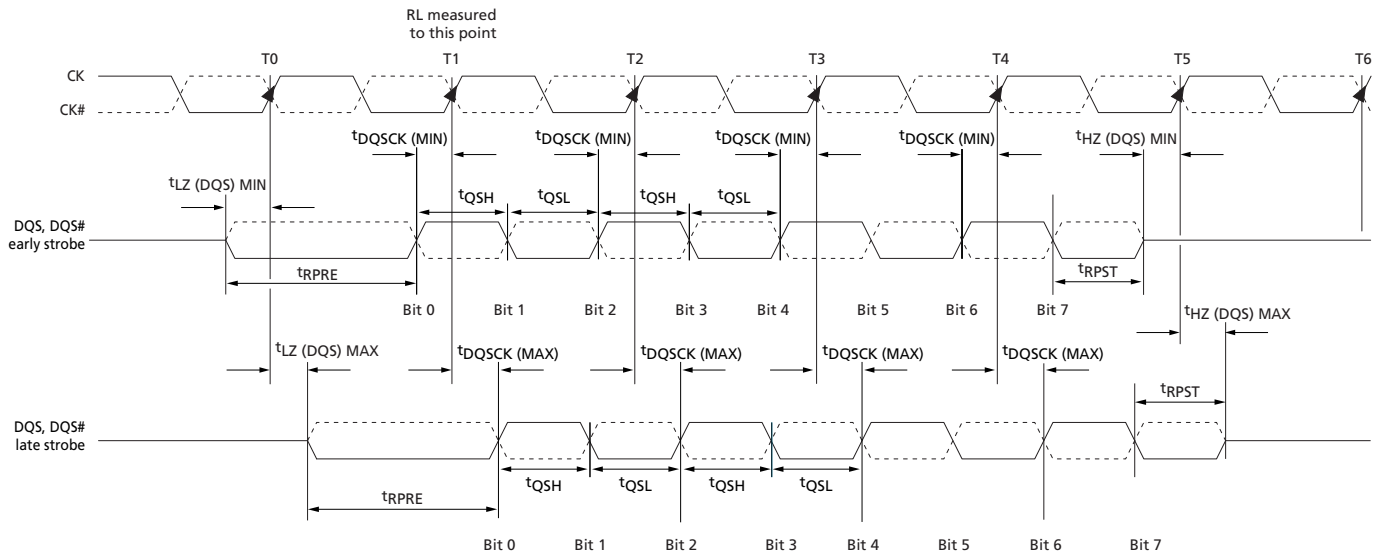 RL measured
to this point
T0 T1 T2 T3 T4 T5 T6
CK
CK#
tDQSCK (MIN) tDQSCK (MIN) tDQSCK (MIN) tDQSCK (MIN) tHZ (DQS) MIN
tLZ (DQS) MIN
tQSH tQSL tQSH tQSL
DQS, DQS#
early strobe
tRPRE tRPST
Bit 0 Bit 1 Bit 2 Bit 3 Bit 4 Bit 5 Bit 6 Bit 7
tHZ (DQS) MAX
tLZ (DQS) MAX tDQSCK (MAX) tDQSCK (MAX) tDQSCK (MAX) tDQSCK (MAX)
tRPST
DQS, DQS#
late strobe
tQSH tQSL tQSH tQSL
tRPRE
Bit 0 Bit 1 Bit 2 Bit 3 Bit 4 Bit 5 Bit 6 Bit 7